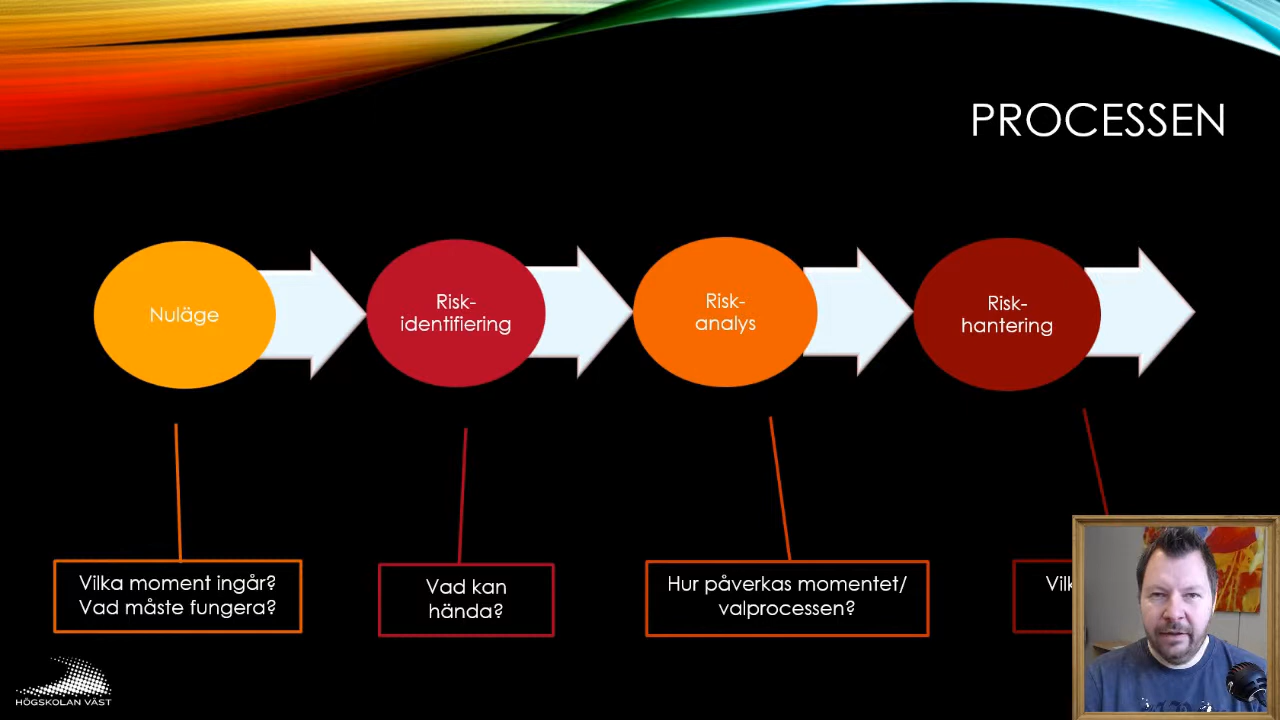 PROCESSEN
Nuläge
Risk-
identifiering
Risk-
analys
Risk-
hantering
Vilka moment ingår?
Vad måste fungera?
Vad kan
hända?
Hur påverkas momentet/
valprocessen?
HÖGSKOLAN VÄST